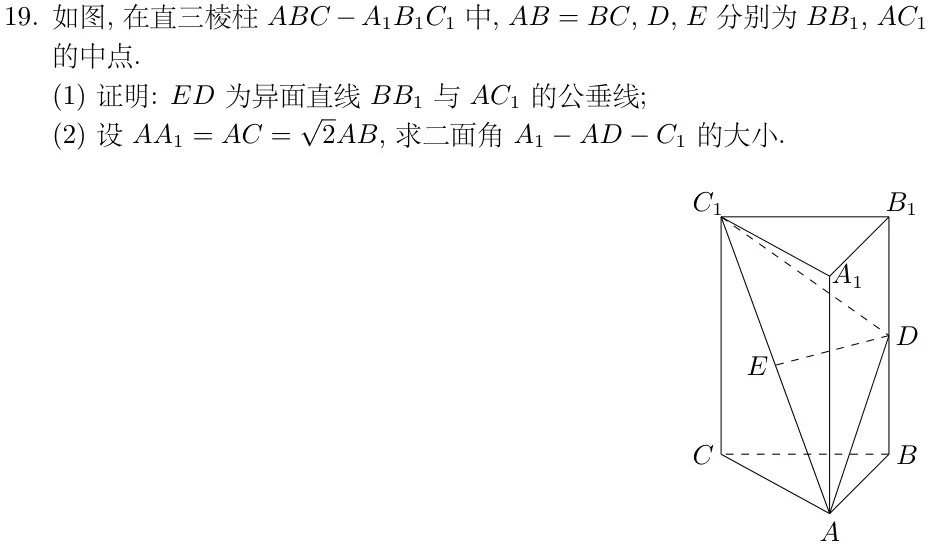 19. 如图, 在直三棱柱 ABC − A₁B₁C₁ 中, AB = BC, D, E 分别为 BB₁, AC₁
的中点.
(1) 证明: ED 为异面直线 BB₁ 与 AC₁ 的公垂线;
(2) 设 AA₁ = AC = √2AB, 求二面角 A₁ − AD − C₁ 的大小.
C₁
B₁
A₁
D
E
C
B
A